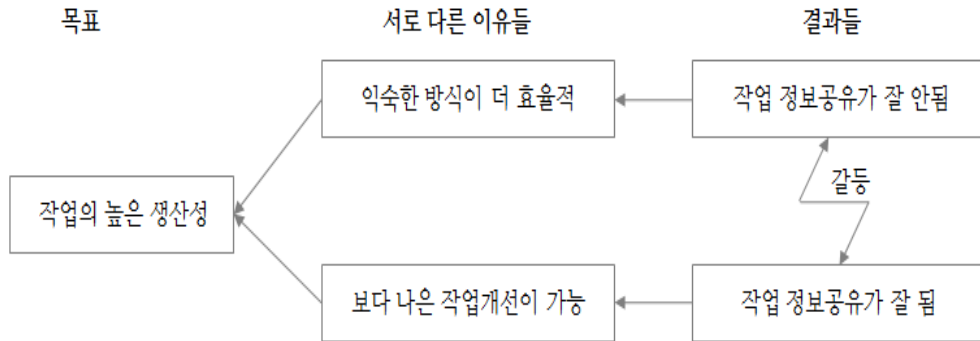 목표
서로 다른 이유들
결과들
익숙한 방식이 더 효율적
작업 정보공유가 잘 안됨
갈등
작업의 높은 생산성
보다 나은 작업개선이 가능
작업 정보공유가 잘 됨